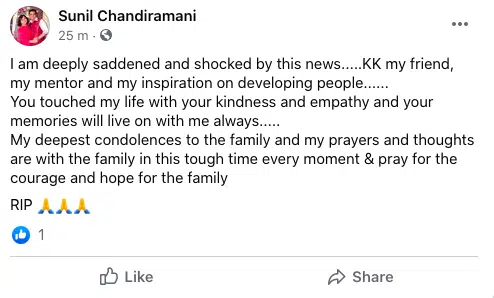 Sunil Chandiramani
25 m ·
I am deeply saddened and shocked by this news.....KK my friend,
my mentor and my inspiration on developing people......
You touched my life with your kindness and empathy and your
memories will live on with me always.....
My deepest condolences to the family and my prayers and thoughts
are with the family in this tough time every moment & pray for the
courage and hope for the family
RIP 🙏🙏🙏
1
Like Share